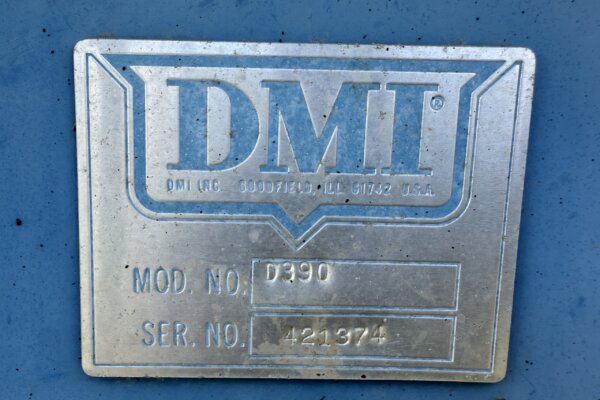 DMI®
DMI INC. GOODFIELD, ILL 61742 U.S.A.
MOD. NO. D390
SER. NO. 421374